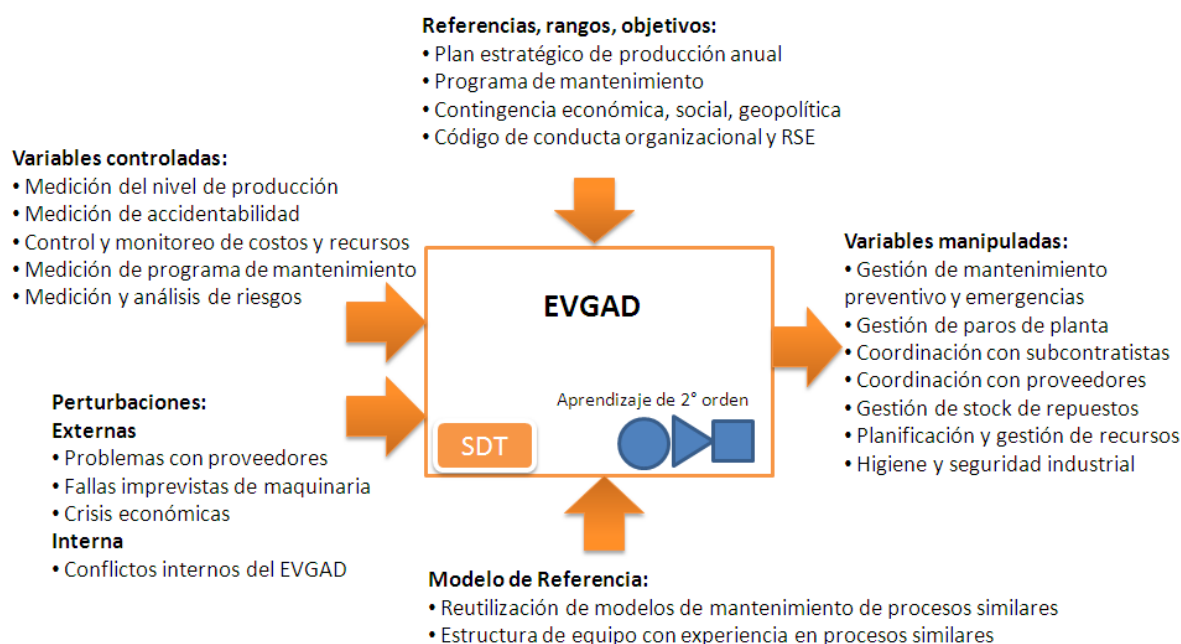 Referencias, rangos, objetivos:
• Plan estratégico de producción anual
• Programa de mantenimiento
• Contingencia económica, social, geopolítica
• Código de conducta organizacional y RSE
Variables controladas:
• Medición del nivel de producción
• Medición de accidentabilidad
• Control y monitoreo de costos y recursos
• Medición de programa de mantenimiento
• Medición y análisis de riesgos
Perturbaciones:
Externas
• Problemas con proveedores
• Fallas imprevistas de maquinaria
• Crisis económicas
Interna
• Conflictos internos del EVGAD
EVGAD
Aprendizaje de 2° orden
SDT
Variables manipuladas:
• Gestión de mantenimiento
preventivo y emergencias
• Gestión de paros de planta
• Coordinación con subcontratistas
• Coordinación con proveedores
• Gestión de stock de repuestos
• Planificación y gestión de recursos
• Higiene y seguridad industrial
Modelo de Referencia:
• Reutilización de modelos de mantenimiento de procesos similares
• Estructura de equipo con experiencia en procesos similares